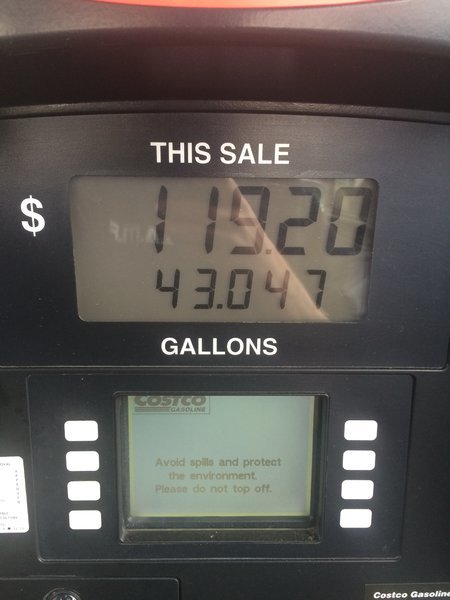 THIS SALE
$ 119.20
43.047
GALLONS
COSTCO
GASOLINE
Avoid spills and protect
the environment.
Please do not top off.
Costco Gasoline